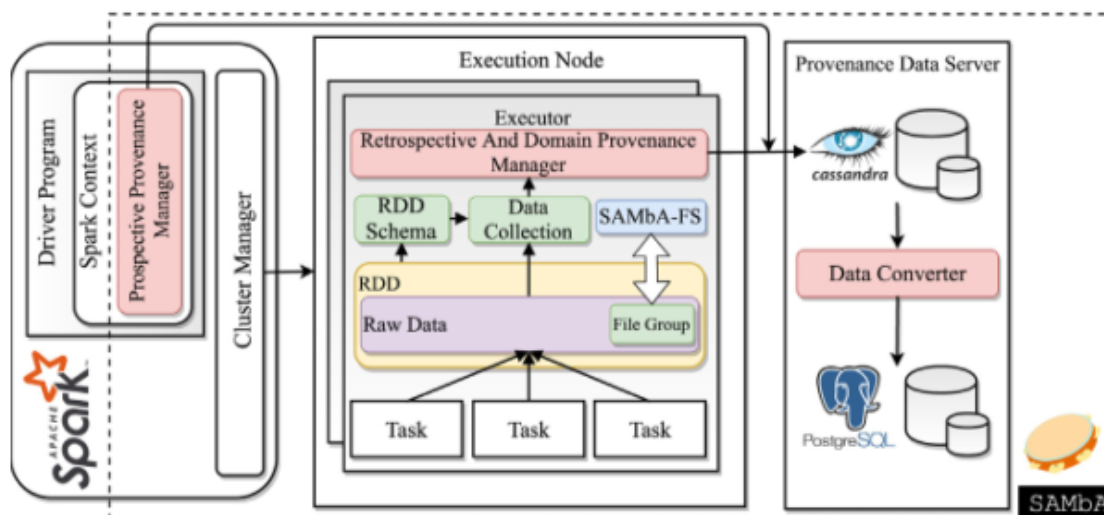 Driver Program
Spark Context
Prospective Provenance
Manager
Cluster Manager
APACHE
Spark
Execution Node
Executor
Retrospective And Domain Provenance
Manager
RDD
Schema
Data
Collection
SAMbA-FS
RDD
Raw Data
File Group
Task
Task
Task
Provenance Data Server
cassandra
Data Converter
PostgreSQL
SAMbA